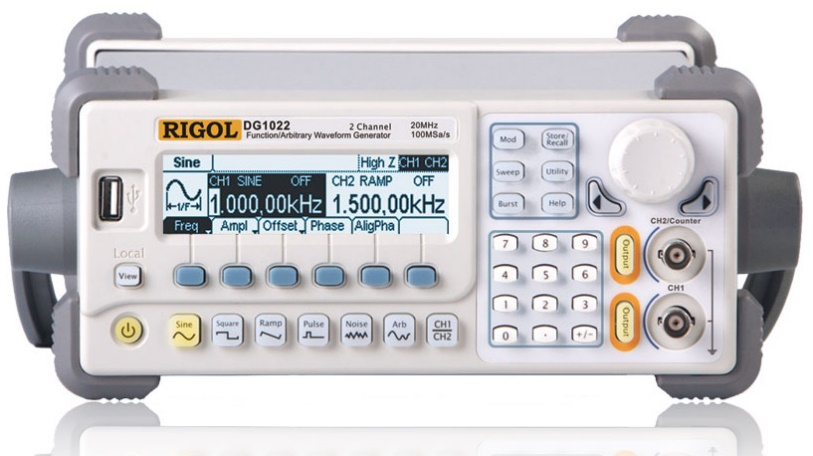 RIGOL DG1022 2 Channel 20MHz
Function/Arbitrary Waveform Generator 100MSa/s
Sine High Z CH1 CH2
CH1 SINE OFF CH2 RAMP OFF
1.000,00kHz 1.500,00kHz
←1/F→
Freq Ampl Offset Phase AligPha
Local
View
Sine Square Ramp Pulse Noise Arb CH1
CH2
Mod Store/
Recall
Sweep Utility
Burst Help
7 8 9
4 5 6
1 2 3
0 . +/-
CH2/Counter
Output
CH1
Output